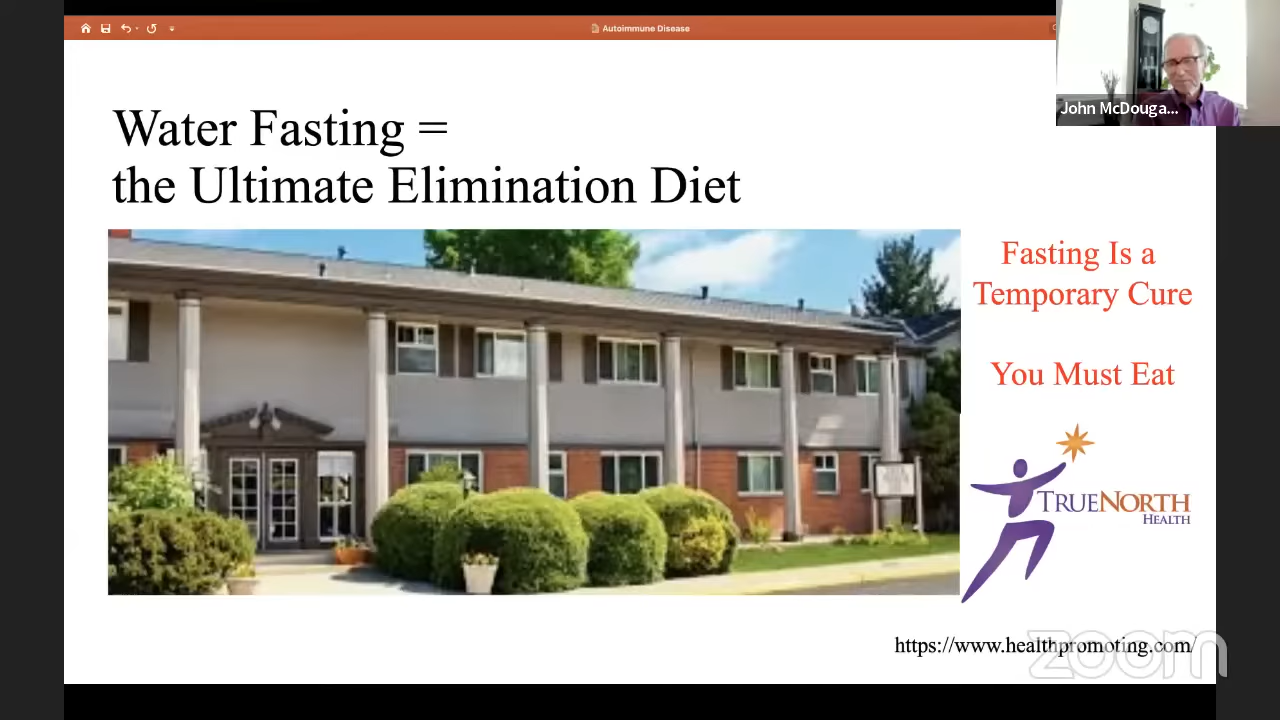 Autoimmune Disease
John McDouga...
Water Fasting =
the Ultimate Elimination Diet
Fasting Is a
Temporary Cure
You Must Eat
TRUENORTH
HEALTH
https://www.healthpromoting.com/
zoom